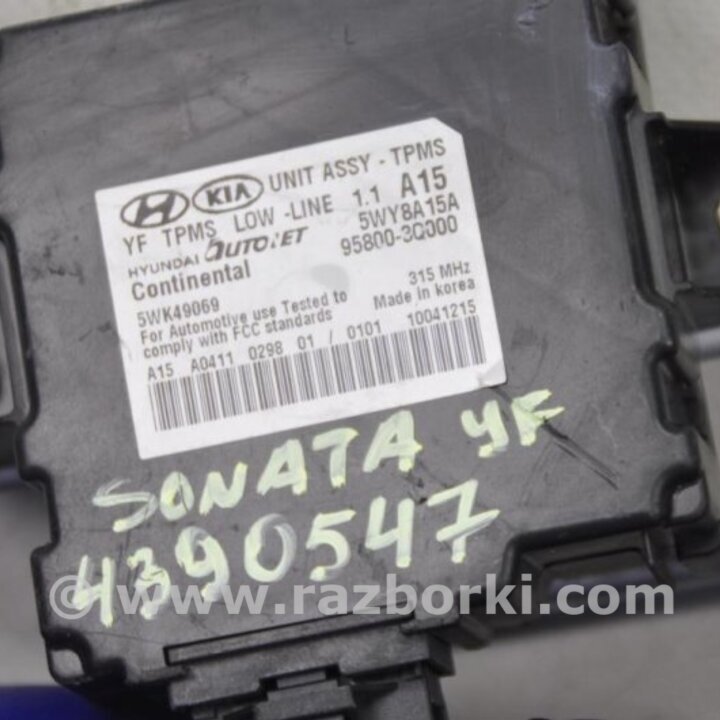 KIA UNIT ASSY - TPMS
YF TPMS LOW -LINE 1.1 A15
HYUNDAI AUTONET 5WY8A15A
Continental 95800-3Q000
5WK49069 315 MHz
For Automotive use Tested to Made in korea
comply with FCC standards
A15 A0411 0298 01 / 0101 10041215
SONATA YF
4390547
© www.razborki.com